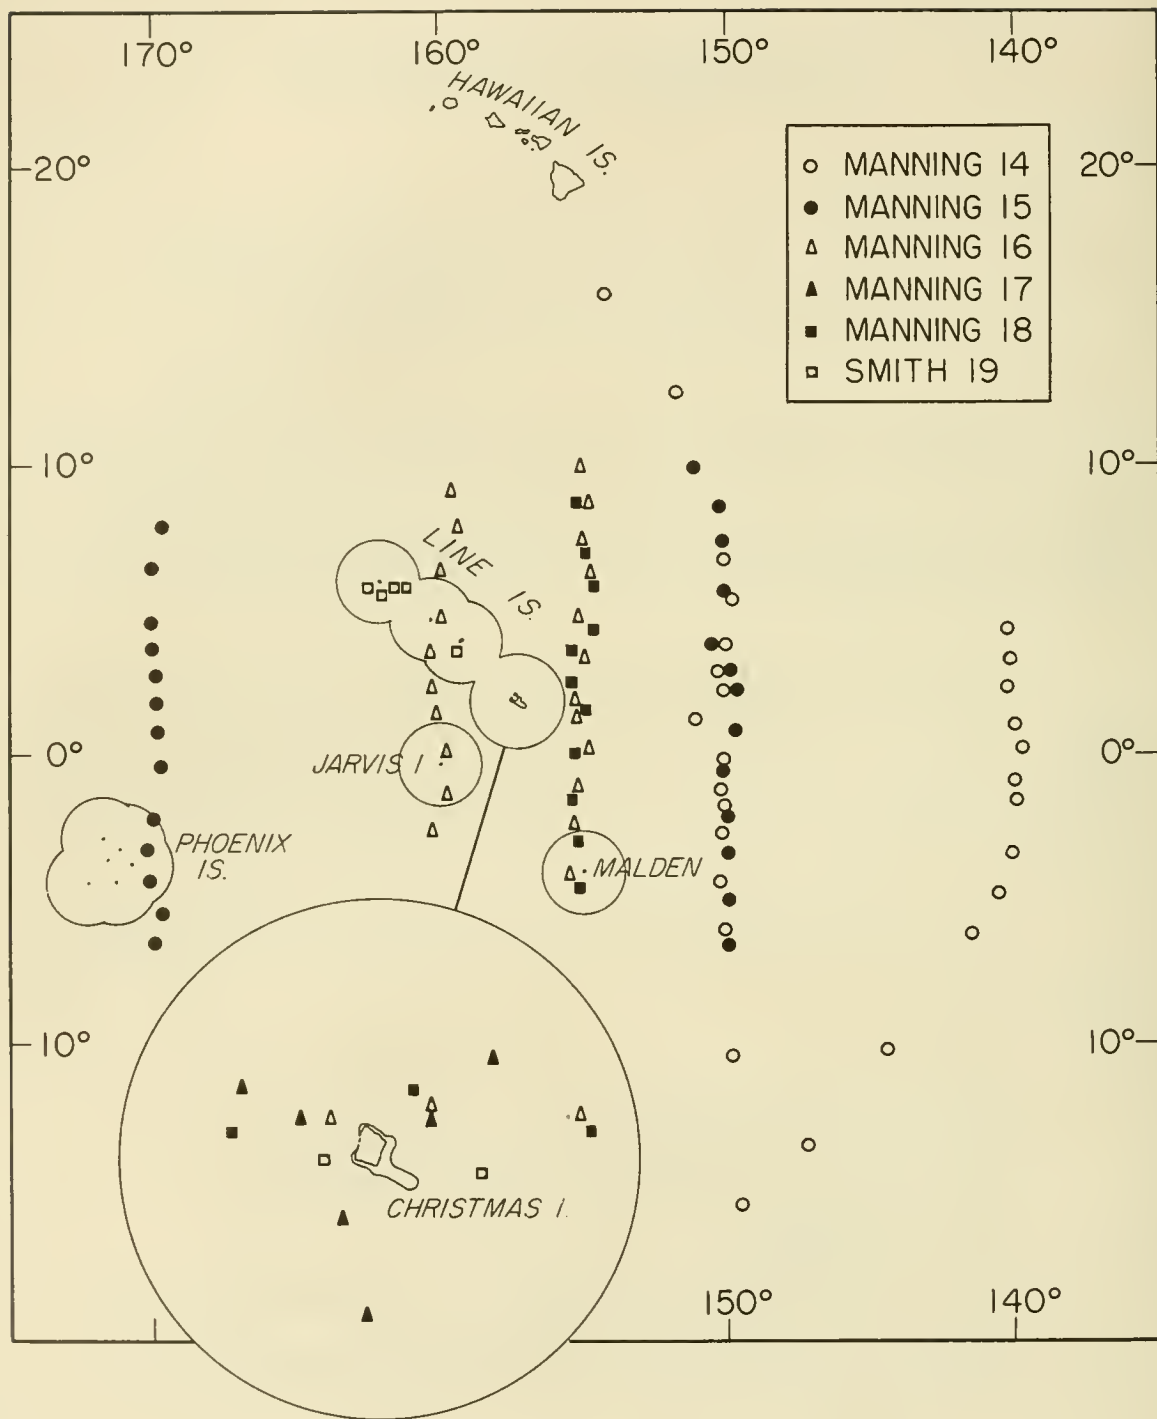 170°
160°
150°
140°
HAWAIIAN IS.
20°
20°
MANNING 14
MANNING 15
MANNING 16
MANNING 17
MANNING 18
SMITH 19
10°
10°
LINE IS.
0°
0°
JARVIS I
PHOENIX
IS.
MALDEN
10°
10°
CHRISTMAS I.
150°
140°